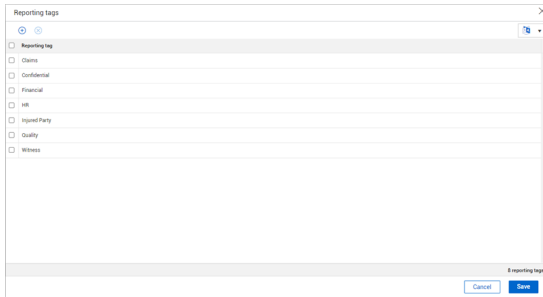 Reporting tags
Reporting tag
Claims
Confidential
Financial
HR
Injured Party
Quality
Witness
8 reporting tags
Cancel
Save